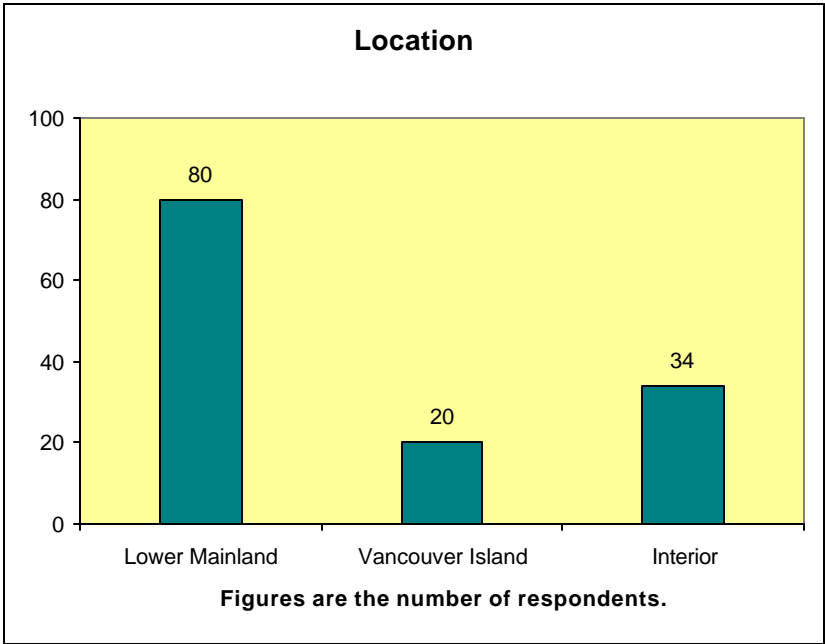 Location
100
80
60
40
20
0
80
20
34
Lower Mainland
Vancouver Island
Interior
Figures are the number of respondents.